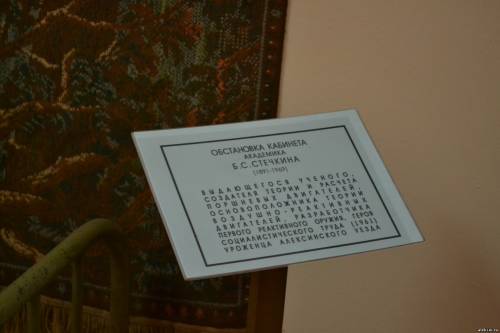 ОБСТАНОВКА КАБИНЕТА
АКАДЕМИКА
Б.С.СТЕЧКИНА
(1891-1969)
ВЫДАЮЩЕГОСЯ УЧЕНОГО,
СОЗДАТЕЛЯ ТЕОРИИ И РАСЧЕТА
ПОРШНЕВЫХ ДВИГАТЕЛЕЙ,
ОСНОВОПОЛОЖНИКА ТЕОРИИ
ВОЗДУШНО-РЕАКТИВНЫХ
ДВИГАТЕЛЕЙ, РАЗРАБОТЧИКА
ПЕРВОГО РЕАКТИВНОГО ОРУЖИЯ, ГЕРОЯ
СОЦИАЛИСТИЧЕСКОГО ТРУДА (1961)
УРОЖЕНЦА АЛЕКСИНСКОГО УЕЗДА